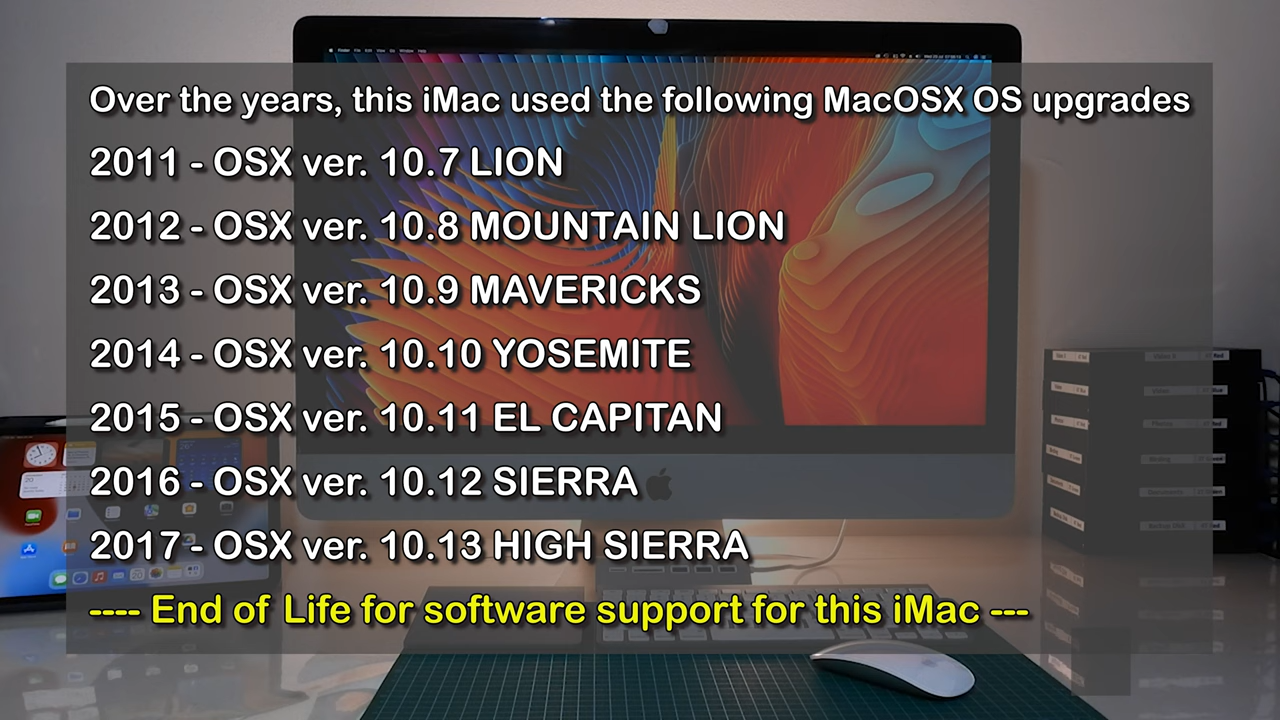 Over the years, this iMac used the following MacOSX OS upgrades
2011 - OSX ver. 10.7 LION
2012 - OSX ver. 10.8 MOUNTAIN LION
2013 - OSX ver. 10.9 MAVERICKS
2014 - OSX ver. 10.10 YOSEMITE
2015 - OSX ver. 10.11 EL CAPITAN
2016 - OSX ver. 10.12 SIERRA
2017 - OSX ver. 10.13 HIGH SIERRA
---- End of Life for software support for this iMac ---